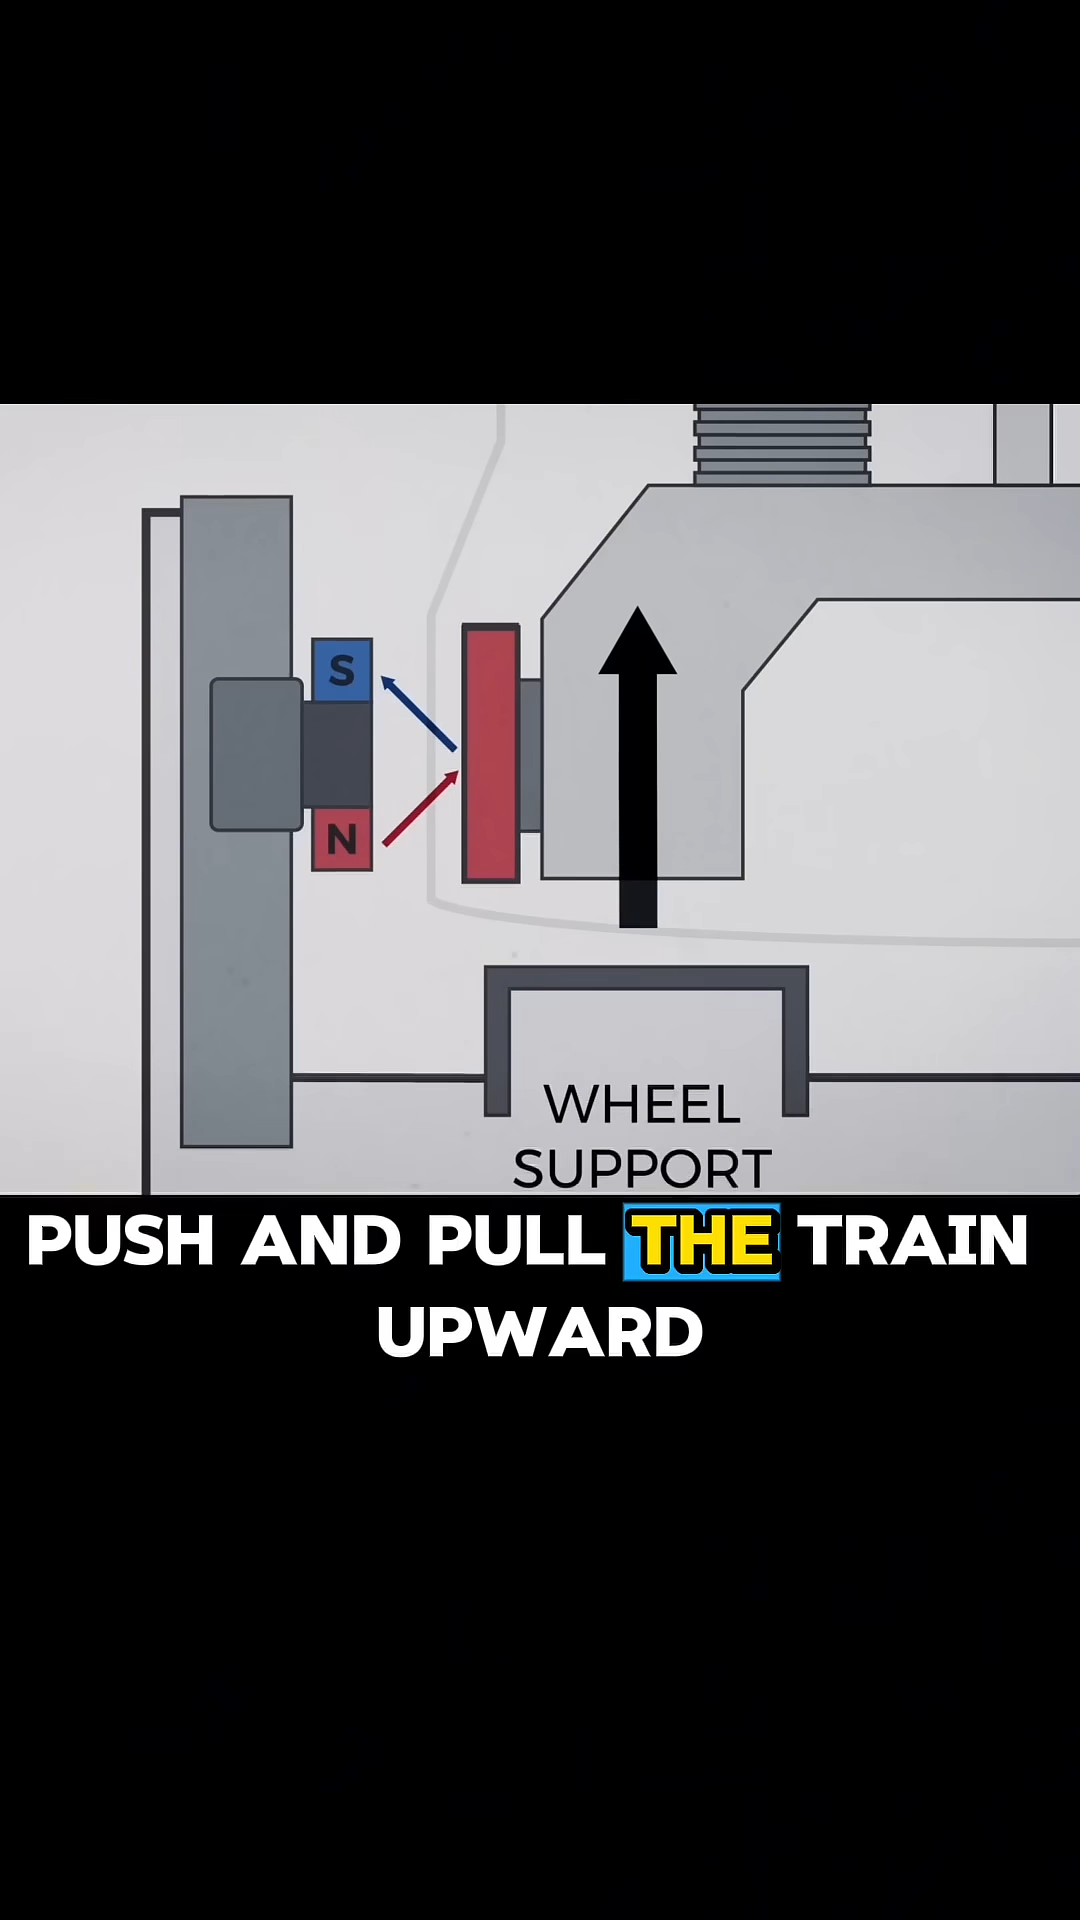 S
N
WHEEL
SUPPORT
PUSH AND PULL THE TRAIN
UPWARD